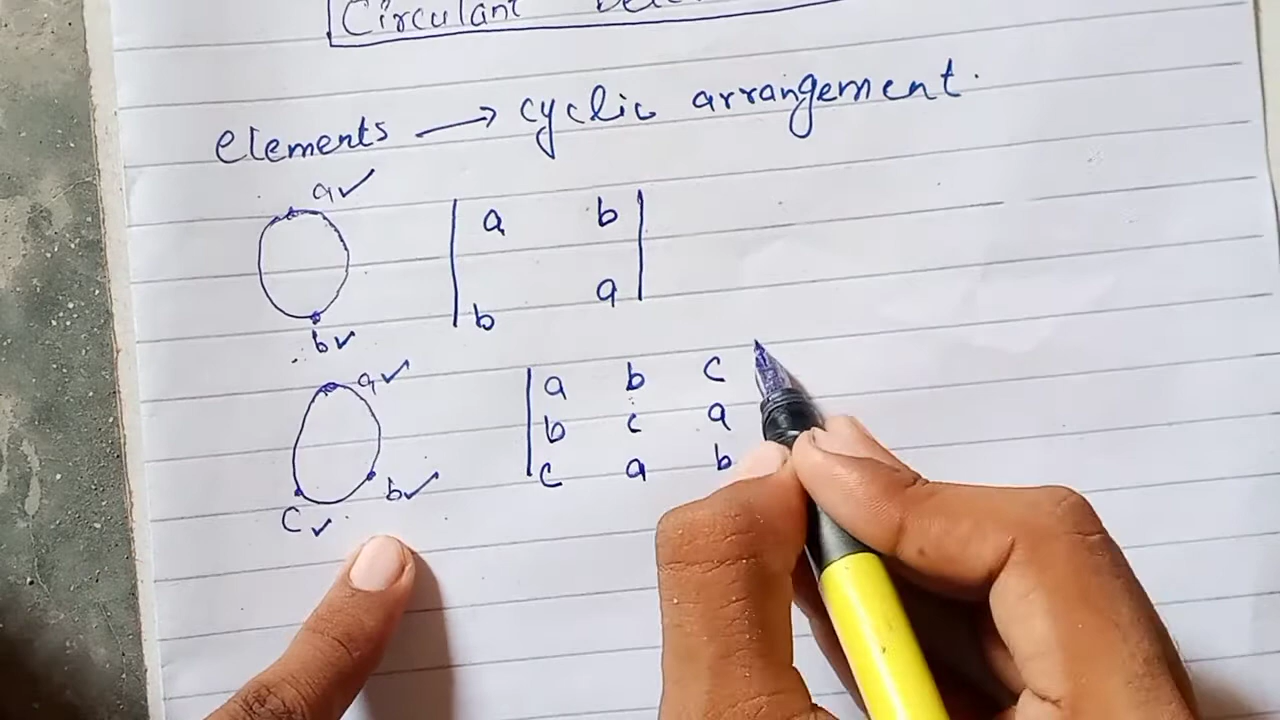 Circulant
elements → cyclic arrangement.
a✓
a b
b a
b✓
a✓
a b c
b c a
c a b
b✓
c✓